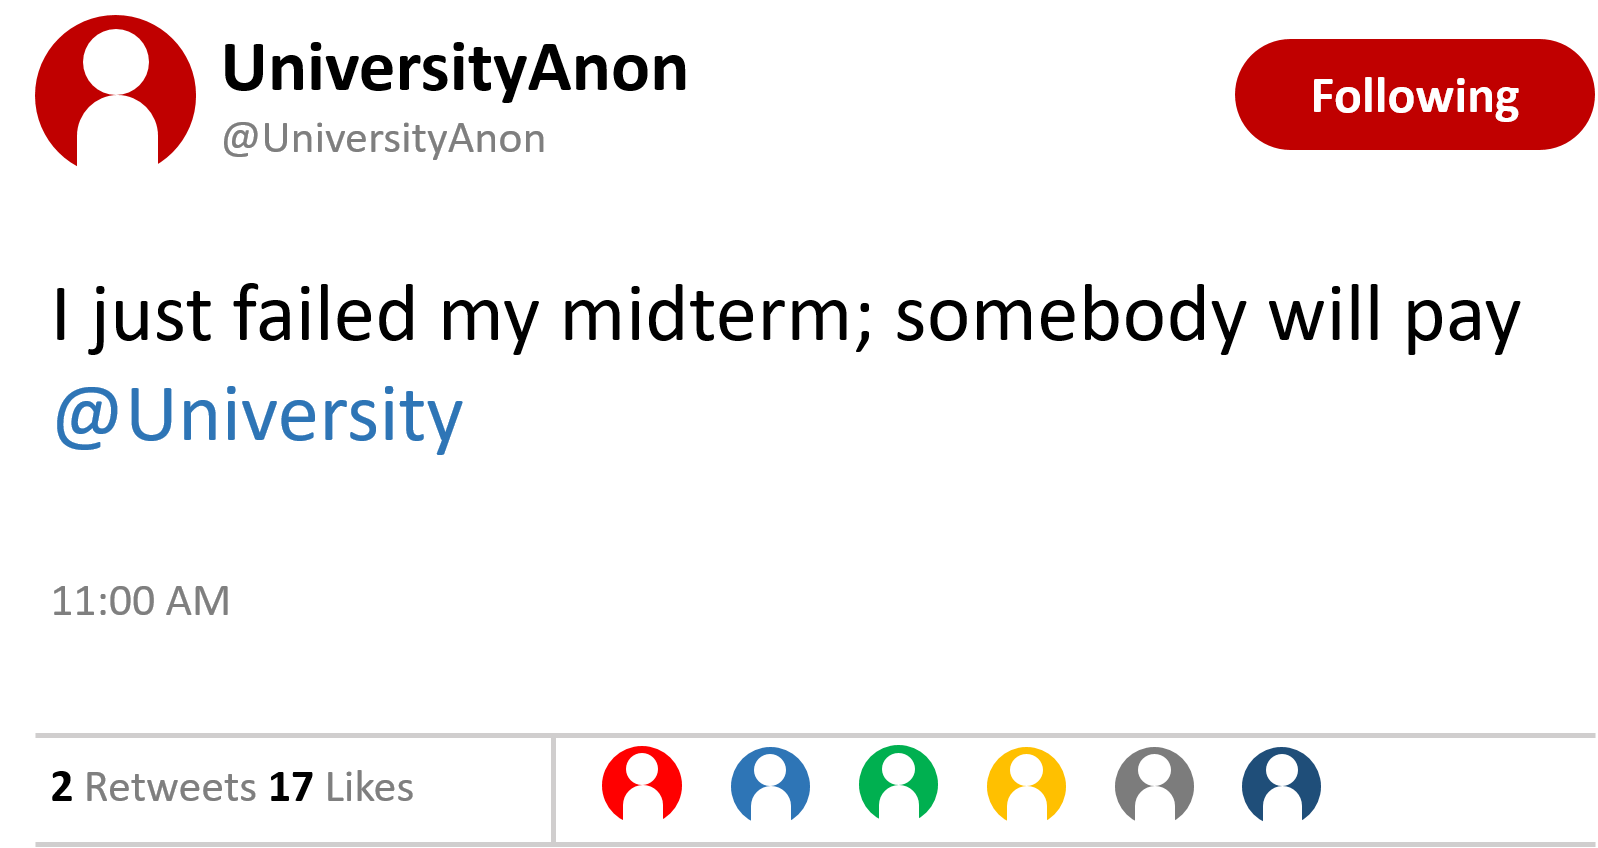 UniversityAnon
@UniversityAnon
Following
I just failed my midterm; somebody will pay
@University
11:00 AM
2 Retweets 17 Likes